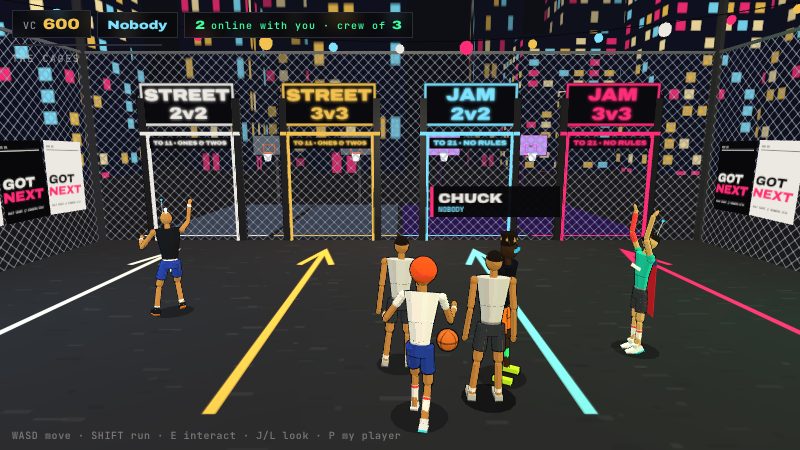 VC 600
Nobody
2 online with you · crew of 3
THE CAGES
STREET
2v2
STREET
3v3
JAM
2v2
JAM
3v3
TO 11 · ONES & TWOS
TO 11 · ONES & TWOS
TO 21 · NO RULES
TO 21 · NO RULES
GOT
NEXT
GOT
NEXT
GOT
NEXT
GOT
NEXT
CHUCK
NOBODY
WASD move · SHIFT run · E interact · J/L look · P my player